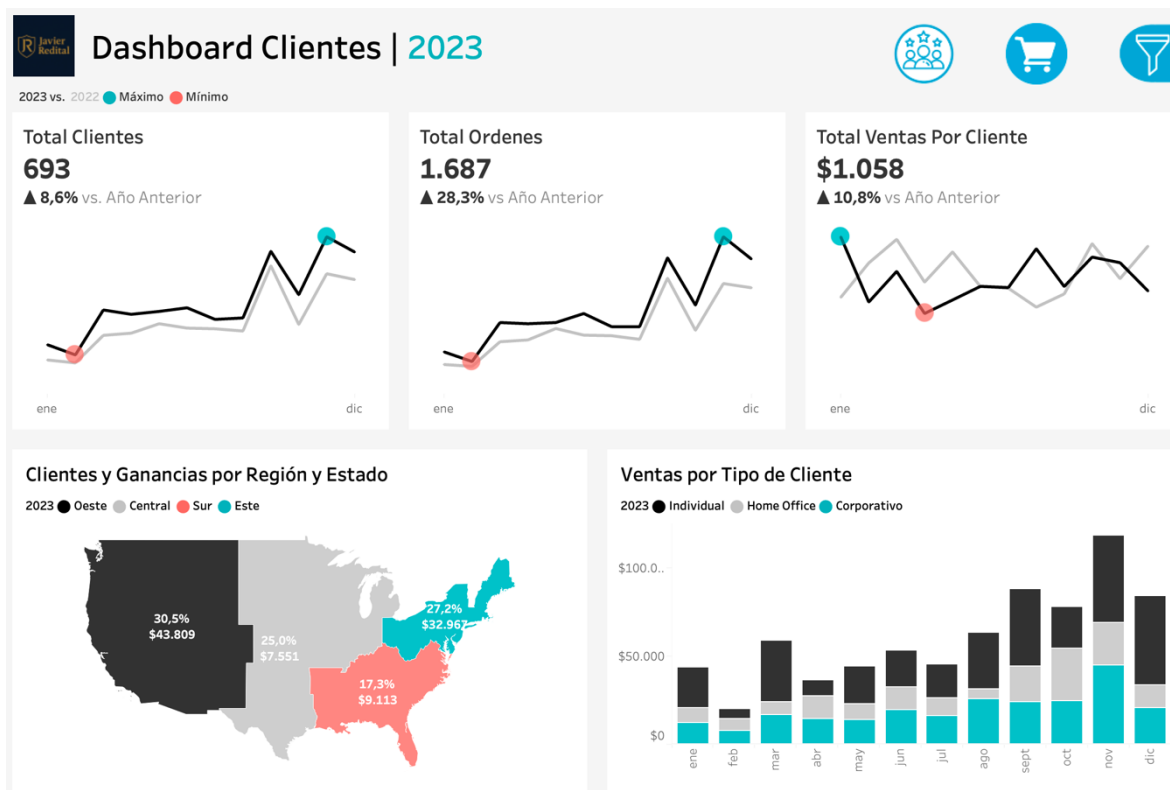 Javier
Redital
Dashboard Clientes | 2023
2023 vs. 2022 Máximo Mínimo
Total Clientes
693
▲ 8,6% vs. Año Anterior
ene dic
Total Ordenes
1.687
▲ 28,3% vs Año Anterior
ene dic
Total Ventas Por Cliente
$1.058
▲ 10,8% vs Año Anterior
ene dic
Clientes y Ganancias por Región y Estado
2023 Oeste Central Sur Este
30,5%
$43.809
25,0%
$7.551
27,2%
$32.967
17,3%
$9.113
Ventas por Tipo de Cliente
2023 Individual Home Office Corporativo
$100.0..
$50.000
$0
ene feb mar abr may jun jul ago sept oct nov dic